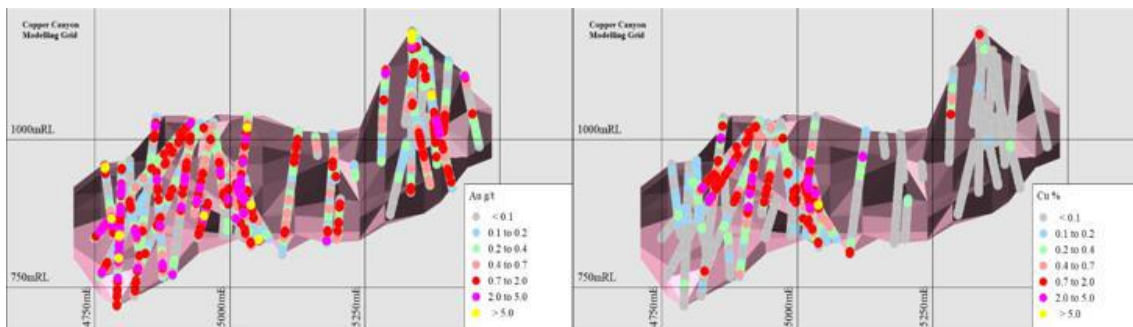 Copper Canyon
Modelling Grid
1000mRL
750mRL
4750mE
5000mE
5250mE
Au g/t
< 0.1
0.1 to 0.2
0.2 to 0.4
0.4 to 0.7
0.7 to 2.0
2.0 to 5.0
> 5.0
Copper Canyon
Modelling Grid
1000mRL
750mRL
4750mE
5000mE
5250mE
Cu %
< 0.1
0.1 to 0.2
0.2 to 0.4
0.4 to 0.7
0.7 to 2.0
2.0 to 5.0
> 5.0